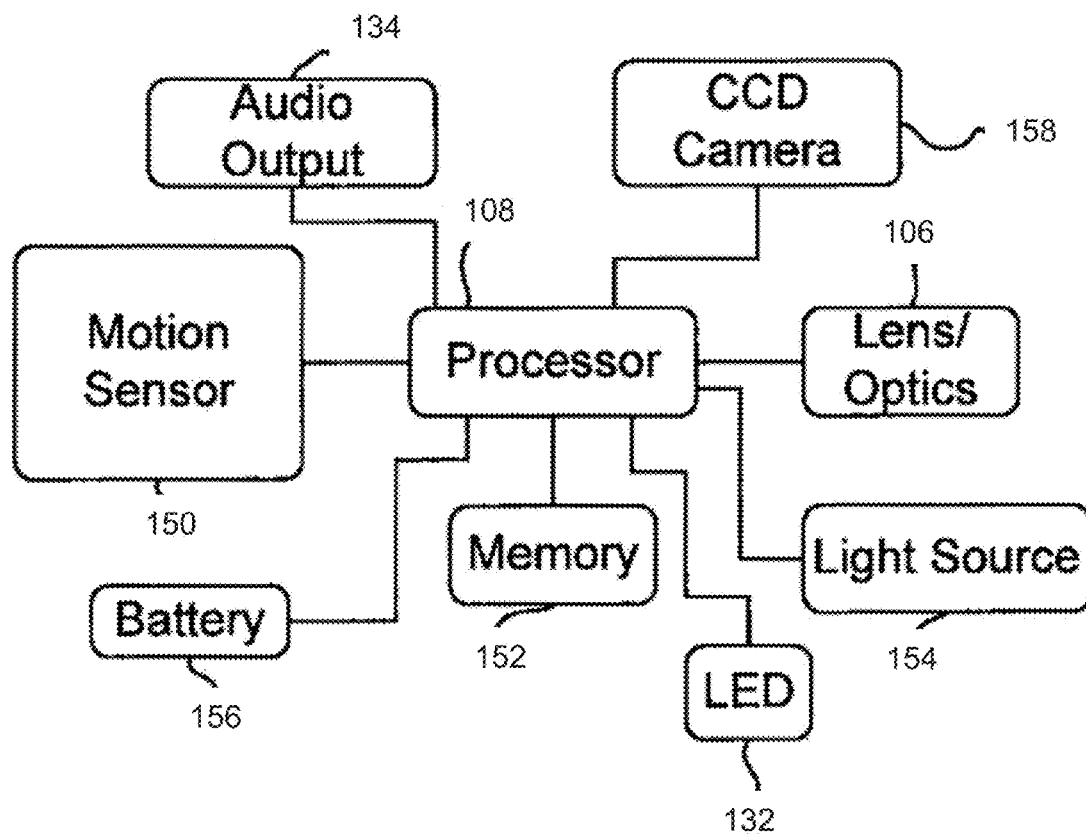 134
Audio
Output
CCD
Camera
158
108
106
Motion
Sensor
Processor
Lens/
Optics
150
Memory
Light Source
Battery
152
154
LED
156
132